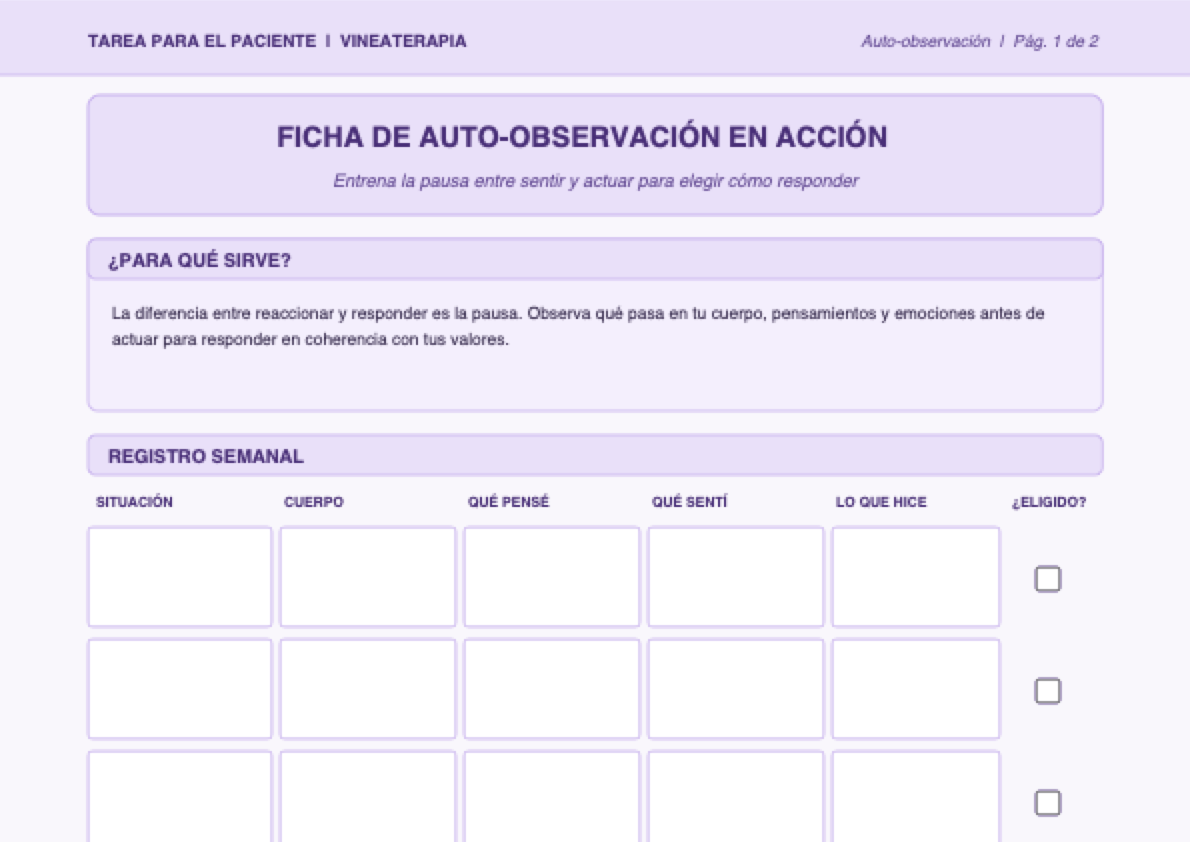 TAREA PARA EL PACIENTE | VINEATERAPIA
Auto-observación | Pág. 1 de 2
FICHA DE AUTO-OBSERVACIÓN EN ACCIÓN
Entrena la pausa entre sentir y actuar para elegir cómo responder
¿PARA QUÉ SIRVE?
La diferencia entre reaccionar y responder es la pausa. Observa qué pasa en tu cuerpo, pensamientos y emociones antes de
actuar para responder en coherencia con tus valores.
REGISTRO SEMANAL
SITUACIÓN CUERPO QUÉ PENSÉ QUÉ SENTÍ LO QUE HICE ¿ELIGIDO?